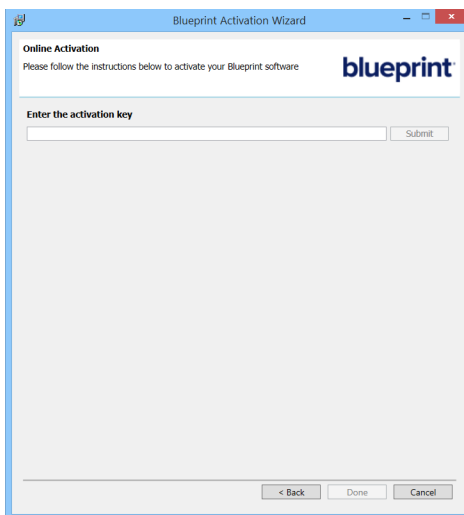 Blueprint Activation Wizard
Online Activation
Please follow the instructions below to activate your Blueprint software
blueprint
Enter the activation key
Submit
< Back Done Cancel